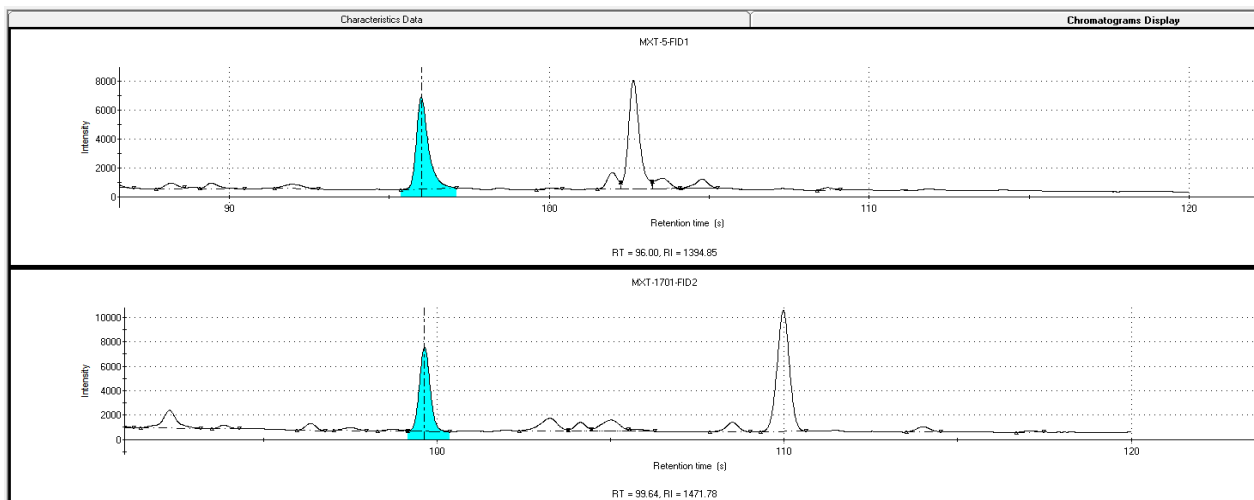 Characteristics Data
Chromatograms Display
MXT-5-FID1
Intensity
8000
6000
4000
2000
0
90
100
110
120
Retention time (s)
RT = 96.00, RI = 1394.85
MXT-1701-FID2
Intensity
10000
8000
6000
4000
2000
0
100
110
120
Retention time (s)
RT = 99.64, RI = 1471.78